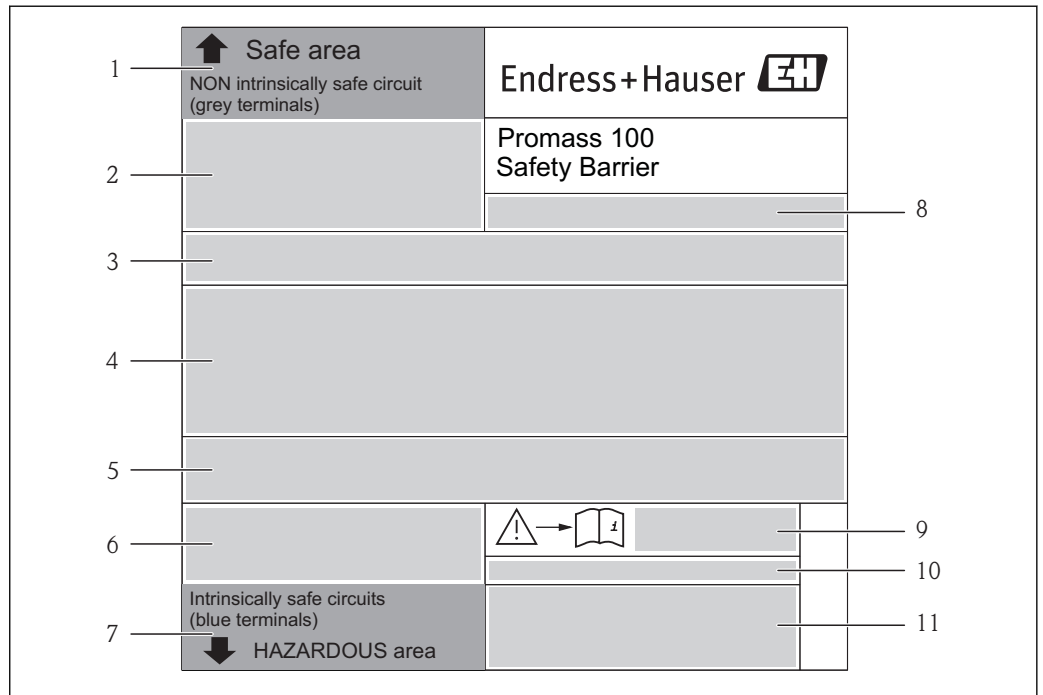 Safe area
NON intrinsically safe circuit
(grey terminals)
Endress+Hauser EH
Promass 100
Safety Barrier
1
2
3
4
5
6
7
8
9
10
11
i
Intrinsically safe circuits
(blue terminals)
HAZARDOUS area